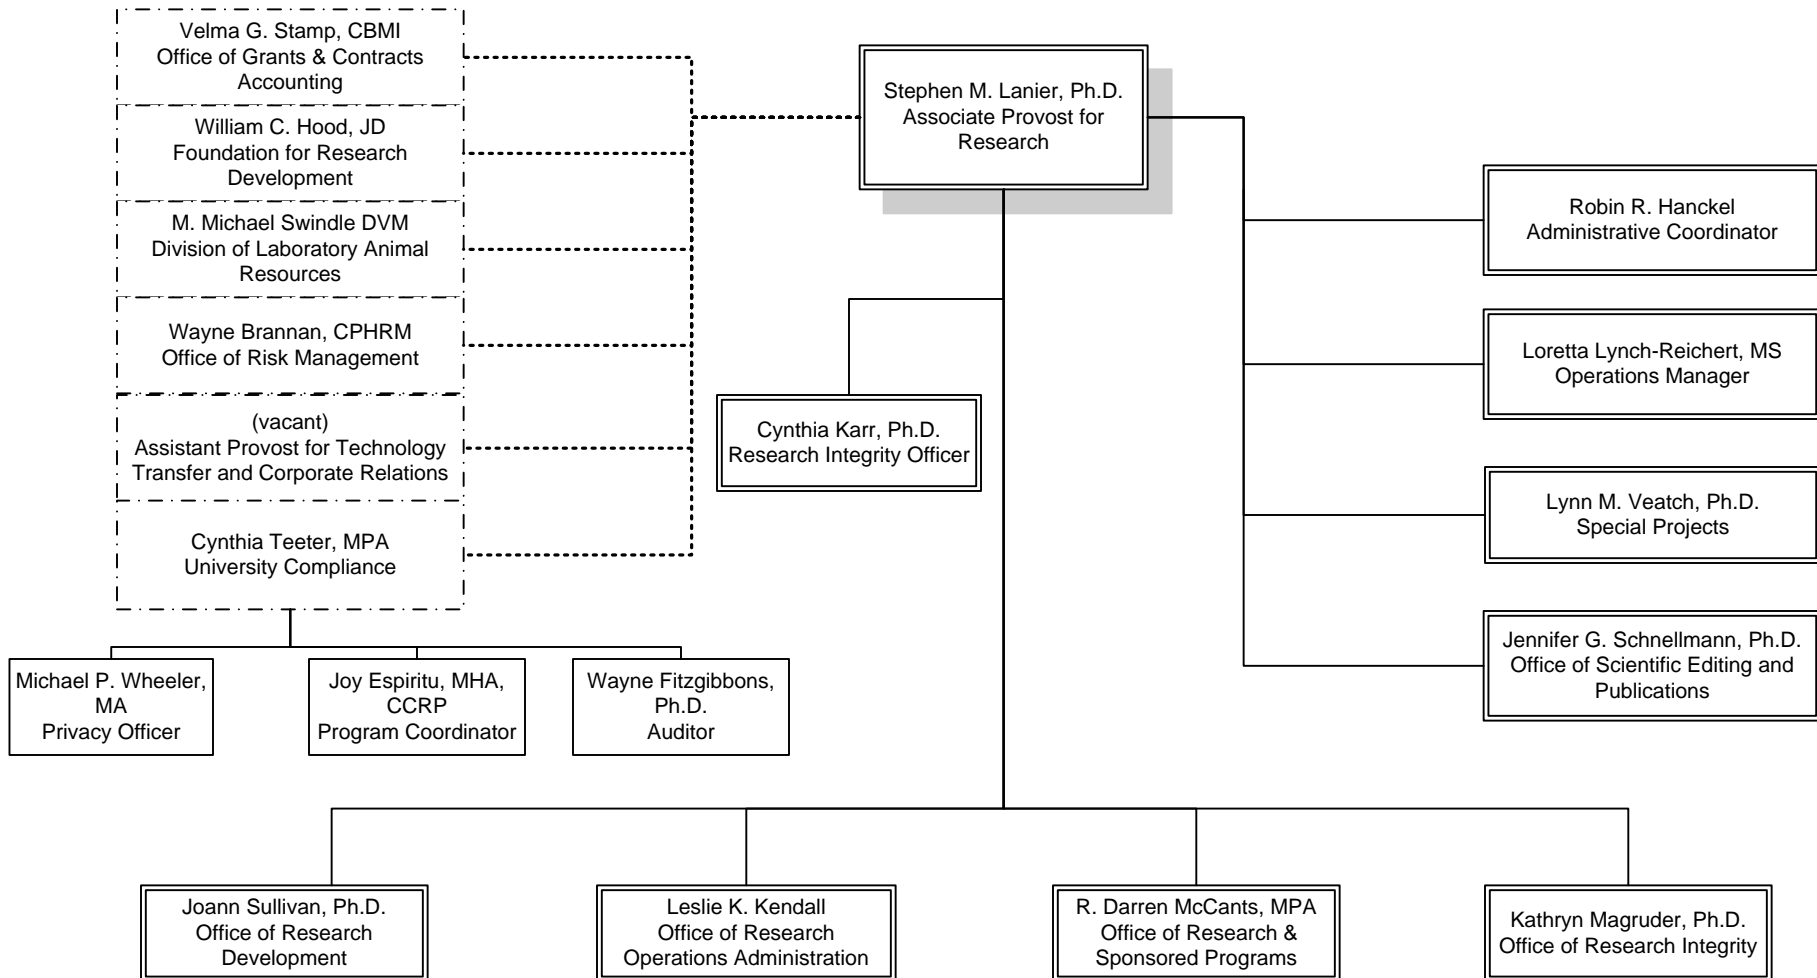 Velma G. Stamp, CBMI
Office of Grants & Contracts
Accounting
William C. Hood, JD
Foundation for Research
Development
M. Michael Swindle DVM
Division of Laboratory Animal
Resources
Wayne Brannan, CPHRM
Office of Risk Management
(vacant)
Assistant Provost for Technology
Transfer and Corporate Relations
Cynthia Teeter, MPA
University Compliance
Michael P. Wheeler,
MA
Privacy Officer
Joy Espiritu, MHA,
CCRP
Program Coordinator
Wayne Fitzgibbons,
Ph.D.
Auditor
Stephen M. Lanier, Ph.D.
Associate Provost for
Research
Cynthia Karr, Ph.D.
Research Integrity Officer
Robin R. Hanckel
Administrative Coordinator
Loretta Lynch-Reichert, MS
Operations Manager
Lynn M. Veatch, Ph.D.
Special Projects
Jennifer G. Schnellmann, Ph.D.
Office of Scientific Editing and
Publications
Joann Sullivan, Ph.D.
Office of Research
Development
Leslie K. Kendall
Office of Research
Operations Administration
R. Darren McCants, MPA
Office of Research &
Sponsored Programs
Kathryn Magruder, Ph.D.
Office of Research Integrity